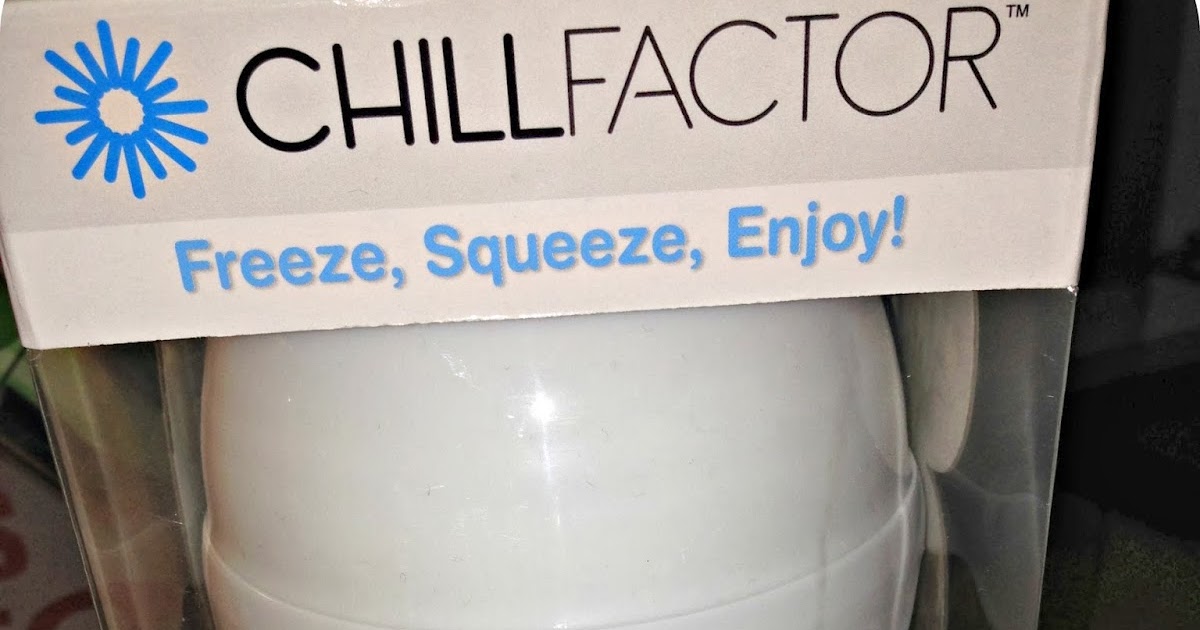 CHILLFACTOR™
Freeze, Squeeze, Enjoy!